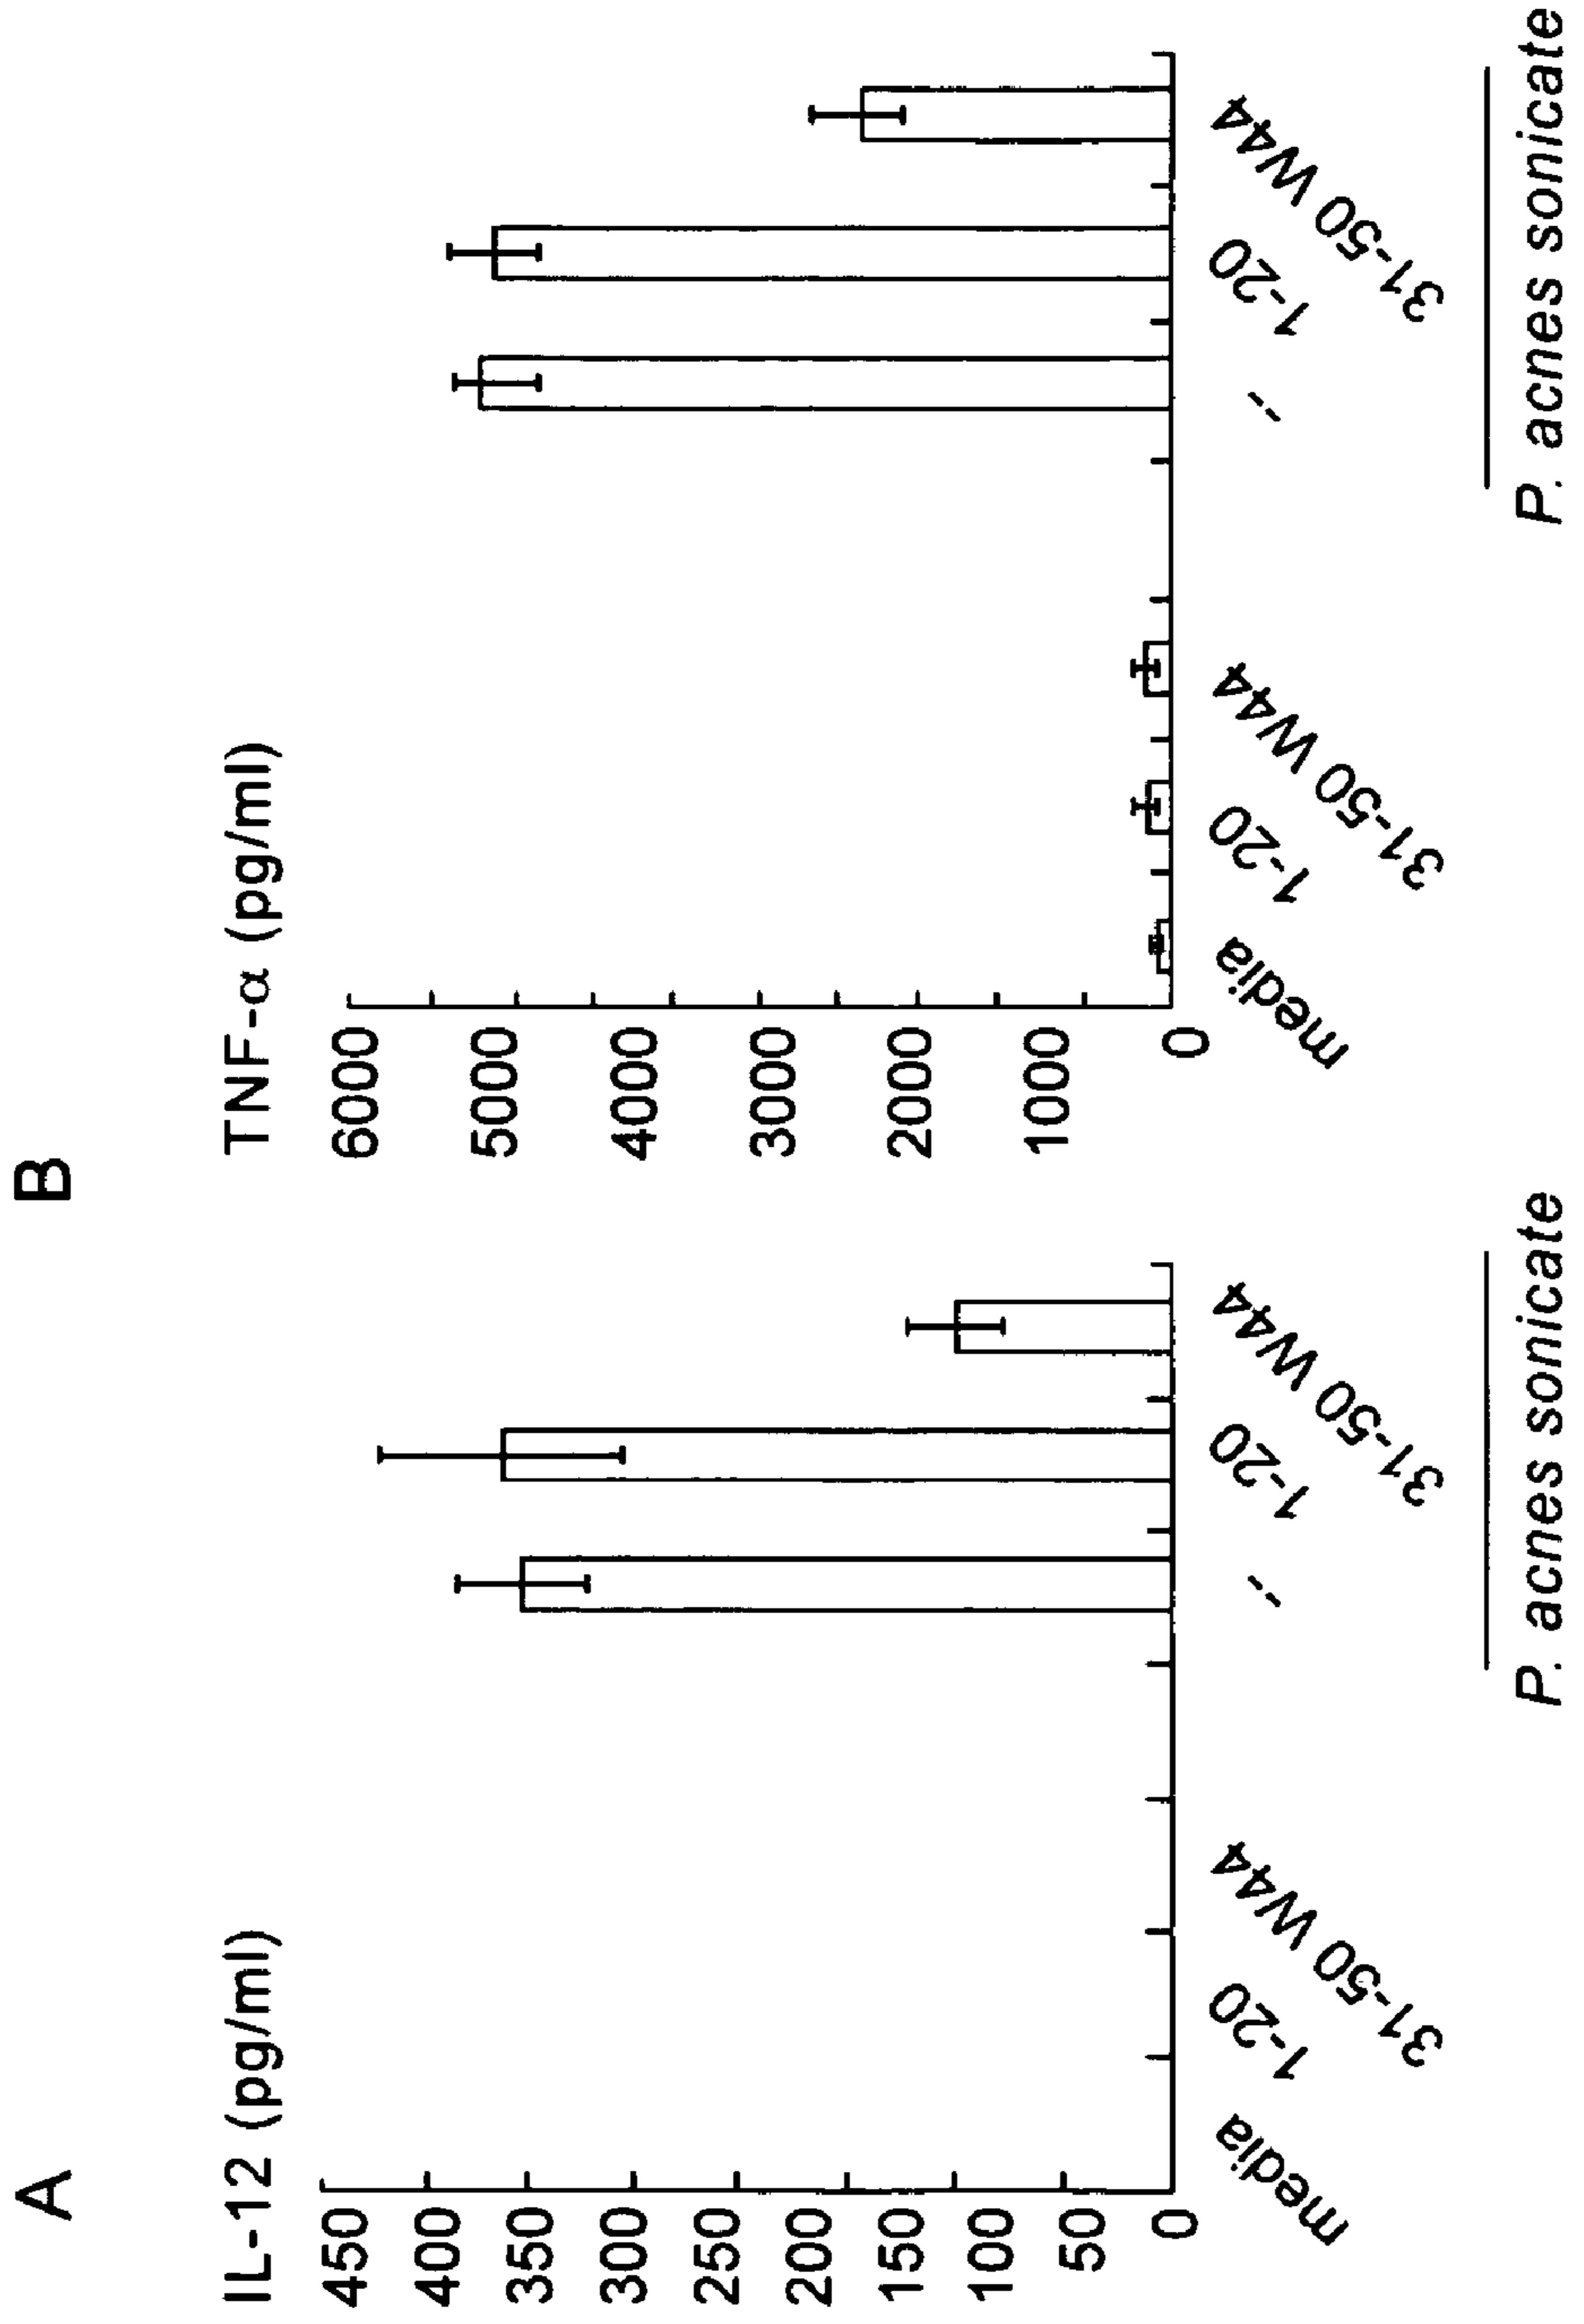 A
IL-12 (pg/ml)
450
400
350
300
250
200
150
100
50
0
media
1-20
31-50 W44
--
1-20
31-50 W44
P. acnes sonicate
B
TNF-α (pg/ml)
6000
5000
4000
3000
2000
1000
0
media
1-20
31-50 W44
--
1-20
31-50 W44
P. acnes sonicate